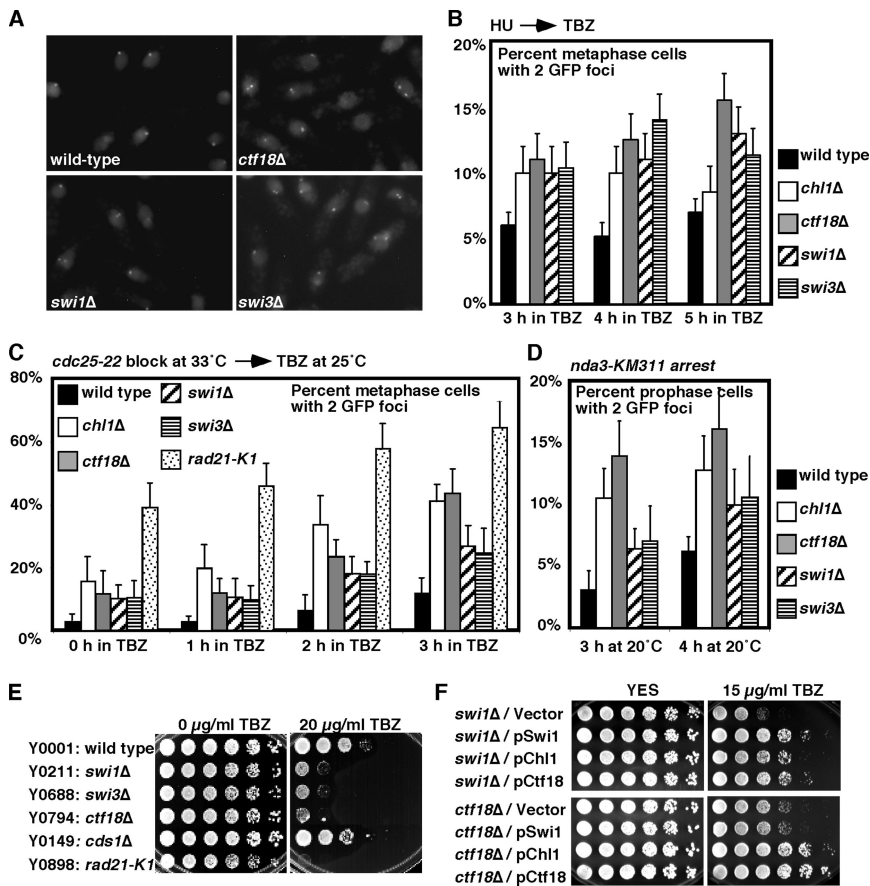 A
wild-type
ctf18Δ
swi1Δ
swi3Δ
B
HU → TBZ
Percent metaphase cells
with 2 GFP foci
20%
15%
10%
5%
0%
3 h in TBZ 4 h in TBZ 5 h in TBZ
wild type
chl1Δ
ctf18Δ
swi1Δ
swi3Δ
C
cdc25-22 block at 33˚C → TBZ at 25˚C
80%
60%
40%
20%
0%
wild type
chl1Δ
ctf18Δ
swi1Δ
swi3Δ
rad21-K1
Percent metaphase cells
with 2 GFP foci
0 h in TBZ 1 h in TBZ 2 h in TBZ 3 h in TBZ
D
nda3-KM311 arrest
Percent prophase cells
with 2 GFP foci
20%
15%
10%
5%
0%
3 h at 20˚C 4 h at 20˚C
wild type
chl1Δ
ctf18Δ
swi1Δ
swi3Δ
E
0 µg/ml TBZ 20 µg/ml TBZ
Y0001: wild type
Y0211: swi1Δ
Y0688: swi3Δ
Y0794: ctf18Δ
Y0149: cds1Δ
Y0898: rad21-K1
F
YES 15 µg/ml TBZ
swi1Δ / Vector
swi1Δ / pSwi1
swi1Δ / pChl1
swi1Δ / pCtf18
ctf18Δ / Vector
ctf18Δ / pSwi1
ctf18Δ / pChl1
ctf18Δ / pCtf18